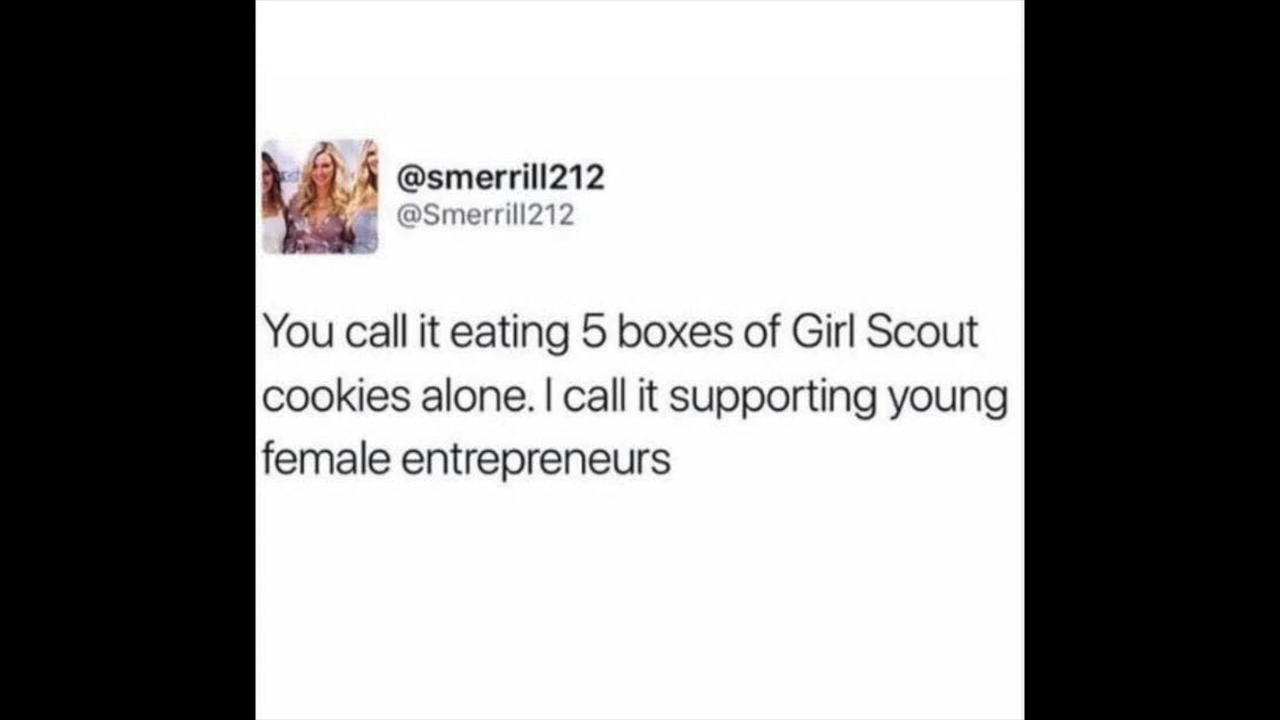 @smerrill212
@Smerrill212
You call it eating 5 boxes of Girl Scout
cookies alone. I call it supporting young
female entrepreneurs